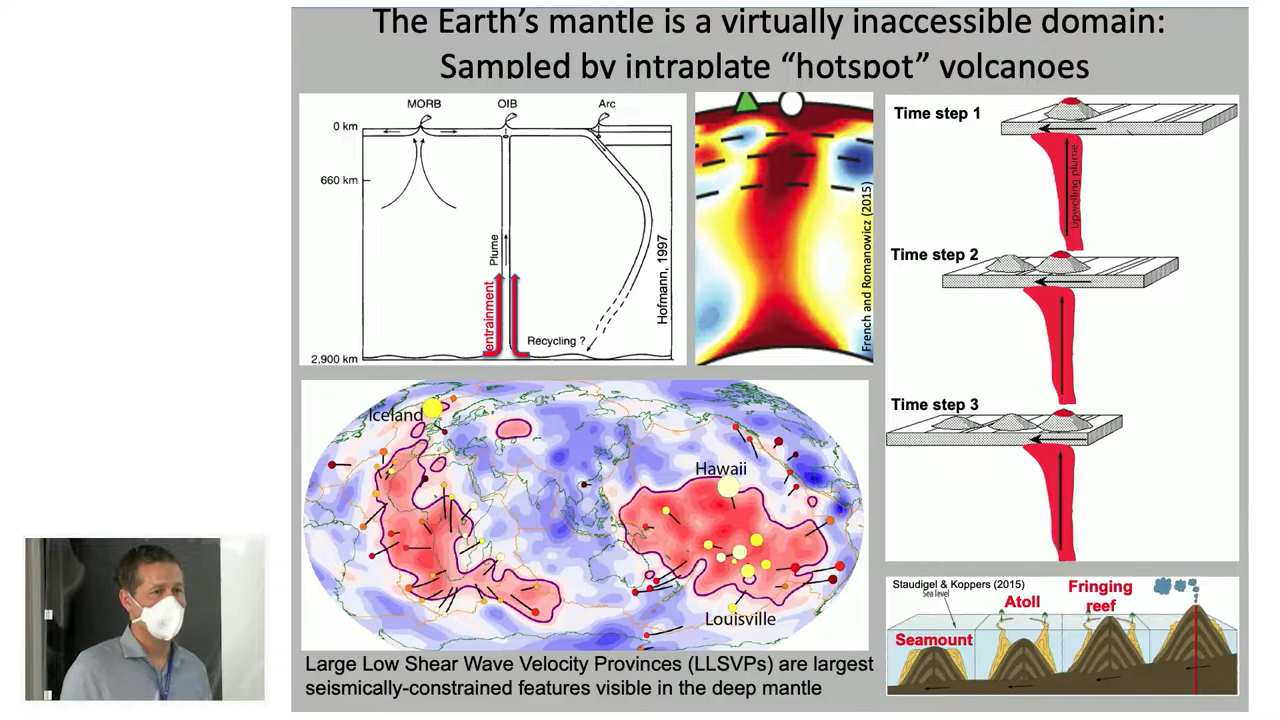 The Earth's mantle is a virtually inaccessible domain:
Sampled by intraplate "hotspot" volcanoes
MORB
OIB
Arc
0 km
660 km
2,900 km
Plume
entrainment
Recycling ?
Hofmann, 1997
French and Romanowicz (2015)
Time step 1
Upwelling plume
Time step 2
Time step 3
Iceland
Hawaii
Louisville
Large Low Shear Wave Velocity Provinces (LLSVPs) are largest
seismically-constrained features visible in the deep mantle
Staudigel & Koppers (2015)
Sea level
Seamount
Atoll
Fringing
reef